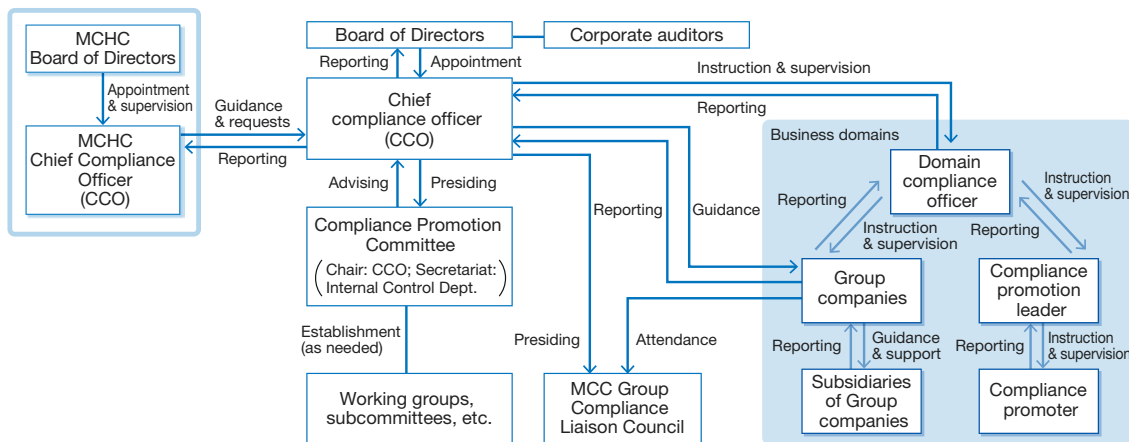 MCHC
Board of Directors
Appointment
& supervision
MCHC
Chief Compliance
Officer
(CCO)
Guidance
& requests
Reporting
Board of Directors
Corporate auditors
Reporting
Appointment
Chief
compliance officer
(CCO)
Instruction & supervision
Reporting
Advising
Presiding
Compliance Promotion
Committee
(Chair: CCO; Secretariat:
Internal Control Dept.)
Establishment
(as needed)
Working groups,
subcommittees, etc.
Reporting
Guidance
Presiding
Attendance
MCC Group
Compliance
Liaison Council
Business domains
Domain
compliance
officer
Reporting
Instruction
& supervision
Instruction
& supervision
Reporting
Group
companies
Compliance
promotion
leader
Reporting
Guidance
& support
Reporting
Instruction
& supervision
Subsidiaries
of Group
companies
Compliance
promoter